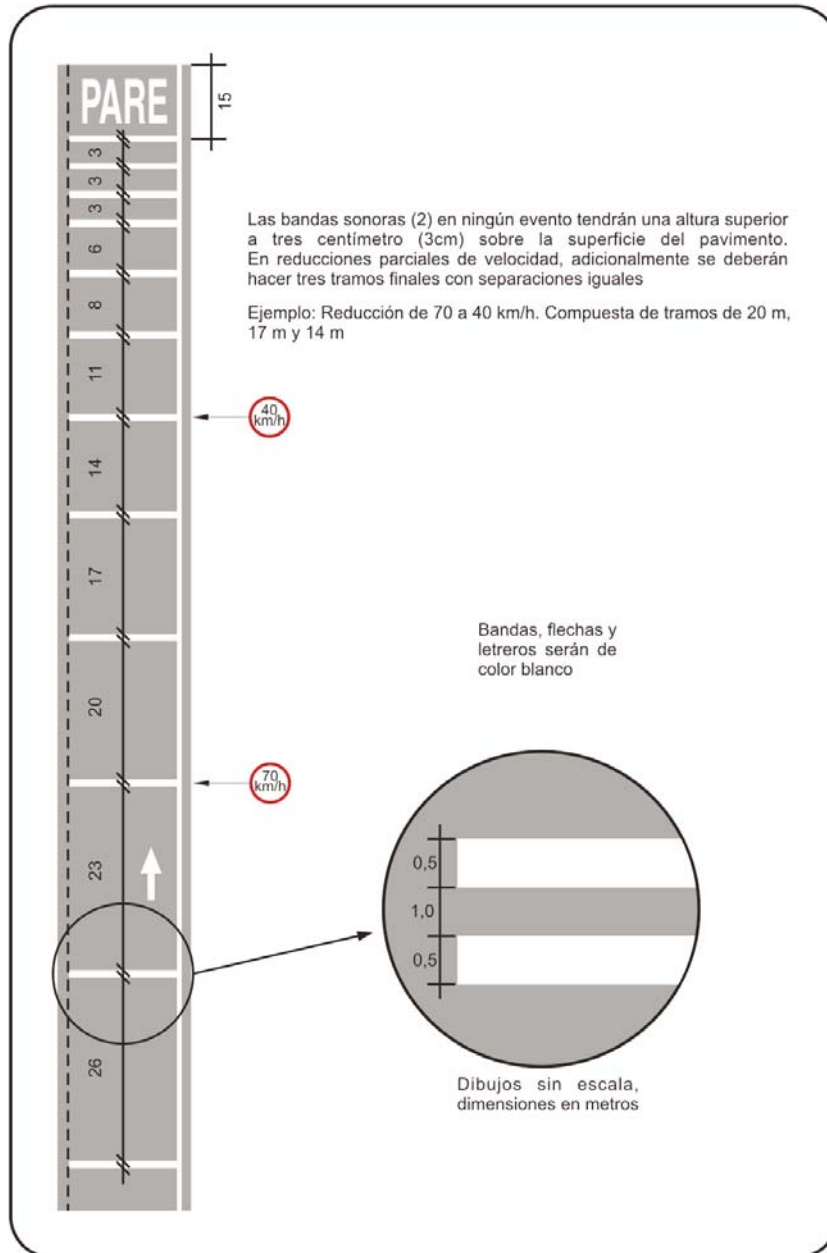 PARE
15
3
3
3
6
8
11
14
17
20
23
26
Las bandas sonoras (2) en ningún evento tendrán una altura superior
a tres centímetro (3cm) sobre la superficie del pavimento.
En reducciones parciales de velocidad, adicionalmente se deberán
hacer tres tramos finales con separaciones iguales
Ejemplo: Reducción de 70 a 40 km/h. Compuesta de tramos de 20 m,
17 m y 14 m
40
km/h
70
km/h
Bandas, flechas y
letreros serán de
color blanco
0,5
1,0
0,5
Dibujos sin escala,
dimensiones en metros